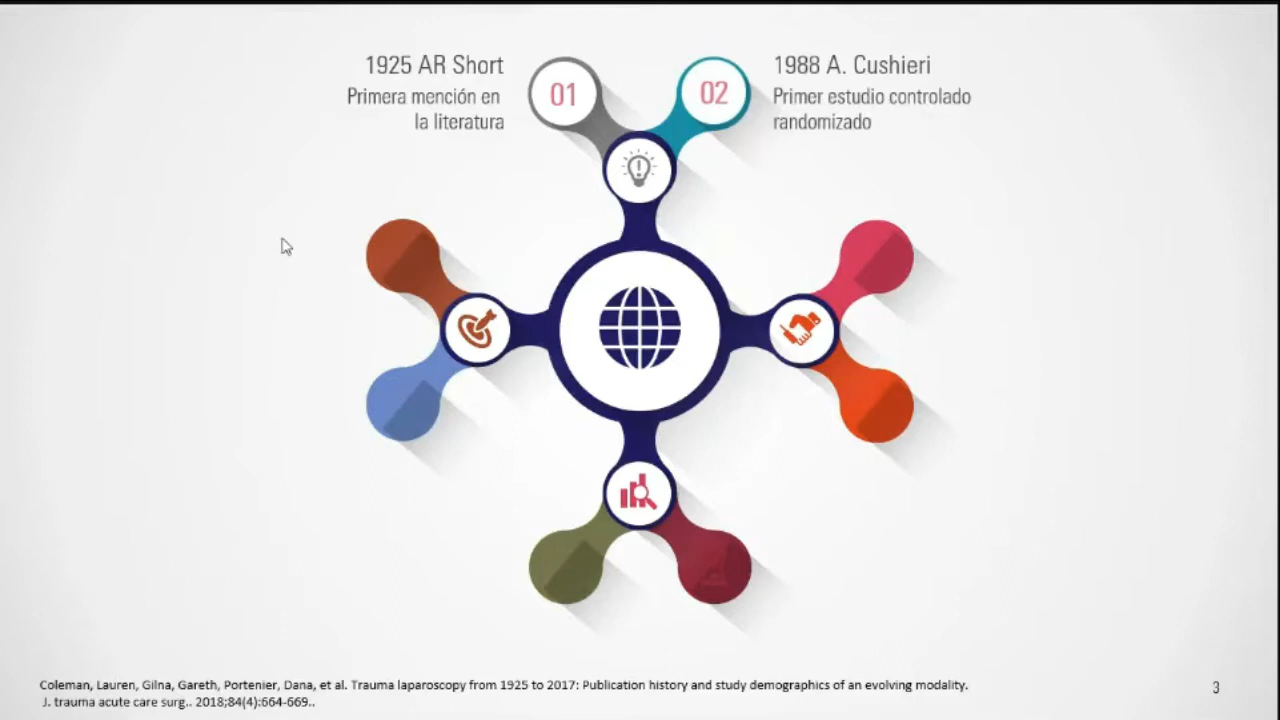 1925 AR Short
Primera mención en
la literatura
01
02
1988 A. Cushieri
Primer estudio controlado
randomizado
Coleman, Lauren, Gilna, Gareth, Portenier, Dana, et al. Trauma laparoscopy from 1925 to 2017: Publication history and study demographics of an evolving modality.
J. trauma acute care surg.. 2018;84(4):664-669..
3